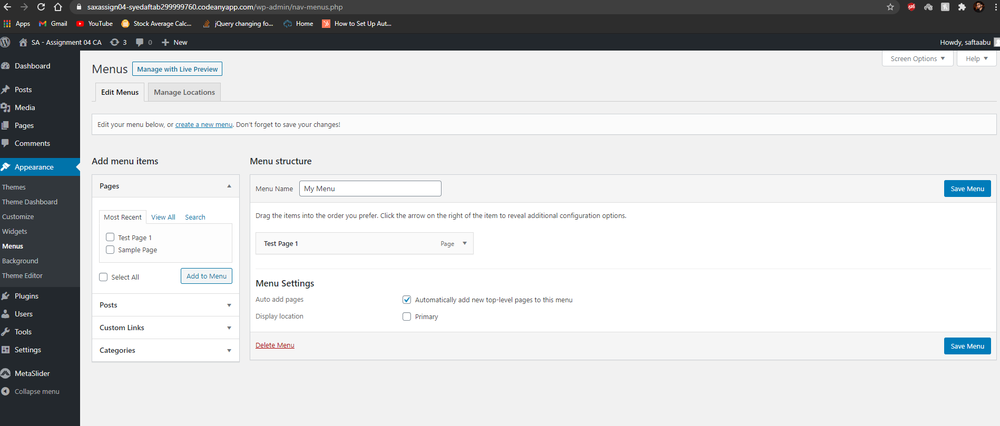 saxassign04-syedaftab299999760.codeanyapp.com/wp-admin/nav-menus.php
Apps Gmail YouTube Stock Average Calc... jQuery changing fo... Home How to Set Up Aut...
SA - Assignment 04 CA 3 0 New Howdy, saftaabu
Screen Options Help
Dashboard
Posts
Media
Pages
Comments
Appearance
Themes
Theme Dashboard
Customize
Widgets
Menus
Background
Theme Editor
Plugins
Users
Tools
Settings
MetaSlider
Collapse menu
Menus Manage with Live Preview
Edit Menus Manage Locations
Edit your menu below, or create a new menu. Don't forget to save your changes!
Add menu items
Pages
Most Recent View All Search
Test Page 1
Sample Page
Select All Add to Menu
Posts
Custom Links
Categories
Menu structure
Menu Name My Menu Save Menu
Drag the items into the order you prefer. Click the arrow on the right of the item to reveal additional configuration options.
Test Page 1 Page
Menu Settings
Auto add pages Automatically add new top-level pages to this menu
Display location Primary
Delete Menu Save Menu